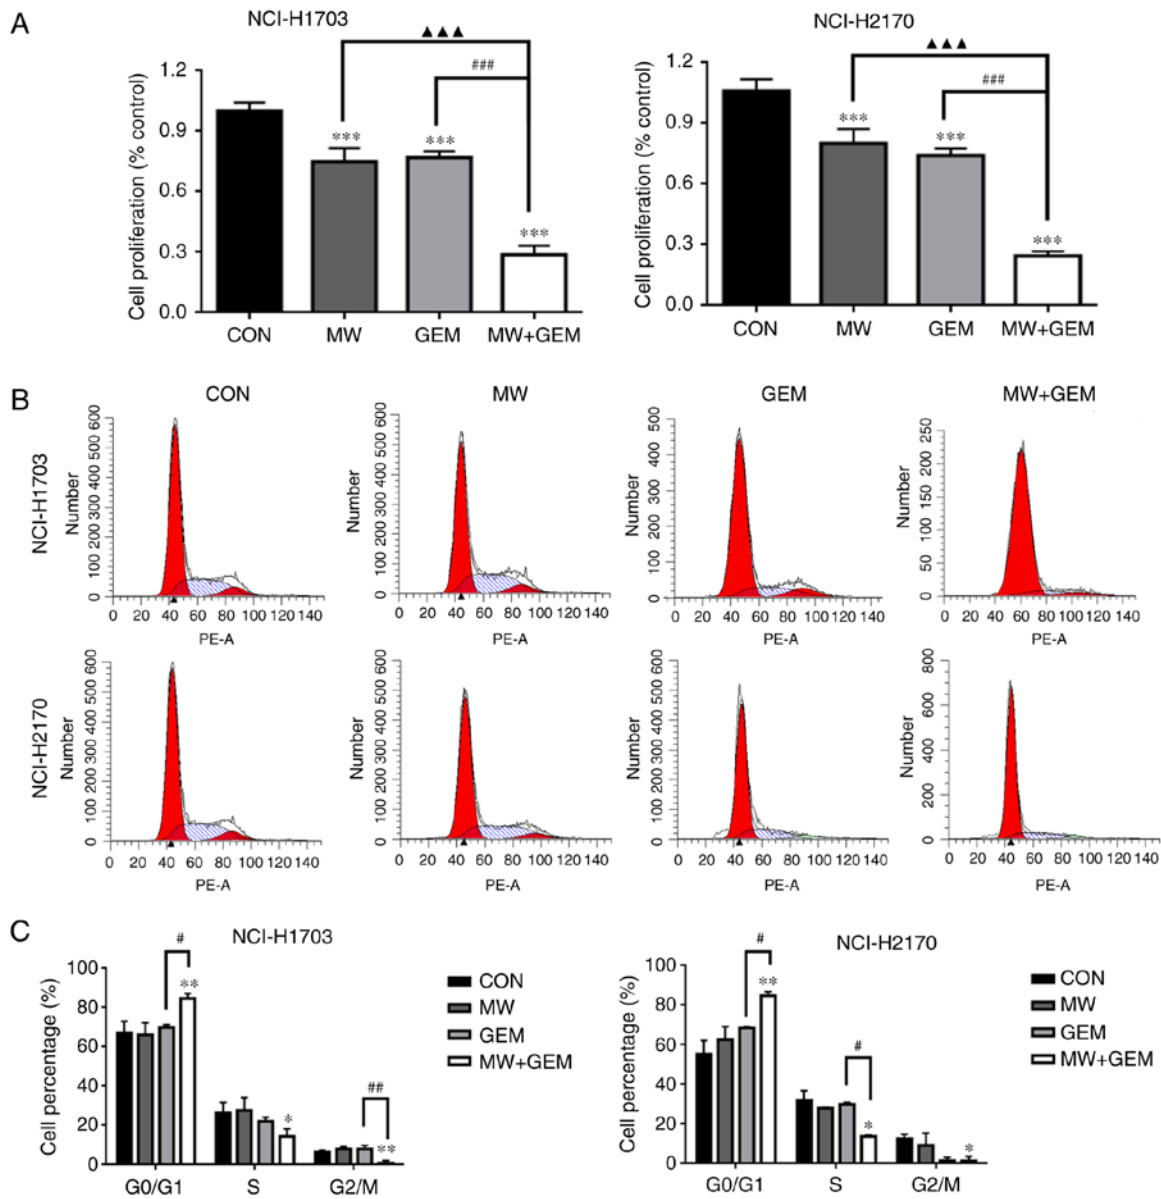 A
NCI-H1703
▲▲▲
###
Cell proliferation (% control)
1.2
0.9
0.6
0.3
0.0
***
***
***
CON MW GEM MW+GEM
NCI-H2170
▲▲▲
###
Cell proliferation (% control)
1.2
0.9
0.6
0.3
0.0
***
***
***
CON MW GEM MW+GEM
B
CON MW GEM MW+GEM
NCI-H1703
Number
0 100 200 300 400 500 600
0 20 40 60 80 100 120 140
PE-A
Number
0 100 200 300 400 500 600
0 20 40 60 80 100 120 140
PE-A
Number
0 100 200 300 400 500
0 20 40 60 80 100 120 140
PE-A
Number
0 50 100 150 200 250
0 20 40 60 80 100 120 140
PE-A
NCI-H2170
Number
0 100 200 300 400 500 600
0 20 40 60 80 100 120 140
PE-A
Number
0 100 200 300 400 500 600
0 20 40 60 80 100 120 140
PE-A
Number
0 100 200 300 400 500 600
0 20 40 60 80 100 120 140
PE-A
Number
0 200 400 600 800
0 20 40 60 80 100 120 140
PE-A
C
NCI-H1703
Cell percentage (%)
100
80
60
40
20
0
#
**
*
##
**
G0/G1 S G2/M
CON
MW
GEM
MW+GEM
NCI-H2170
Cell percentage (%)
100
80
60
40
20
0
#
**
#
*
*
G0/G1 S G2/M
CON
MW
GEM
MW+GEM